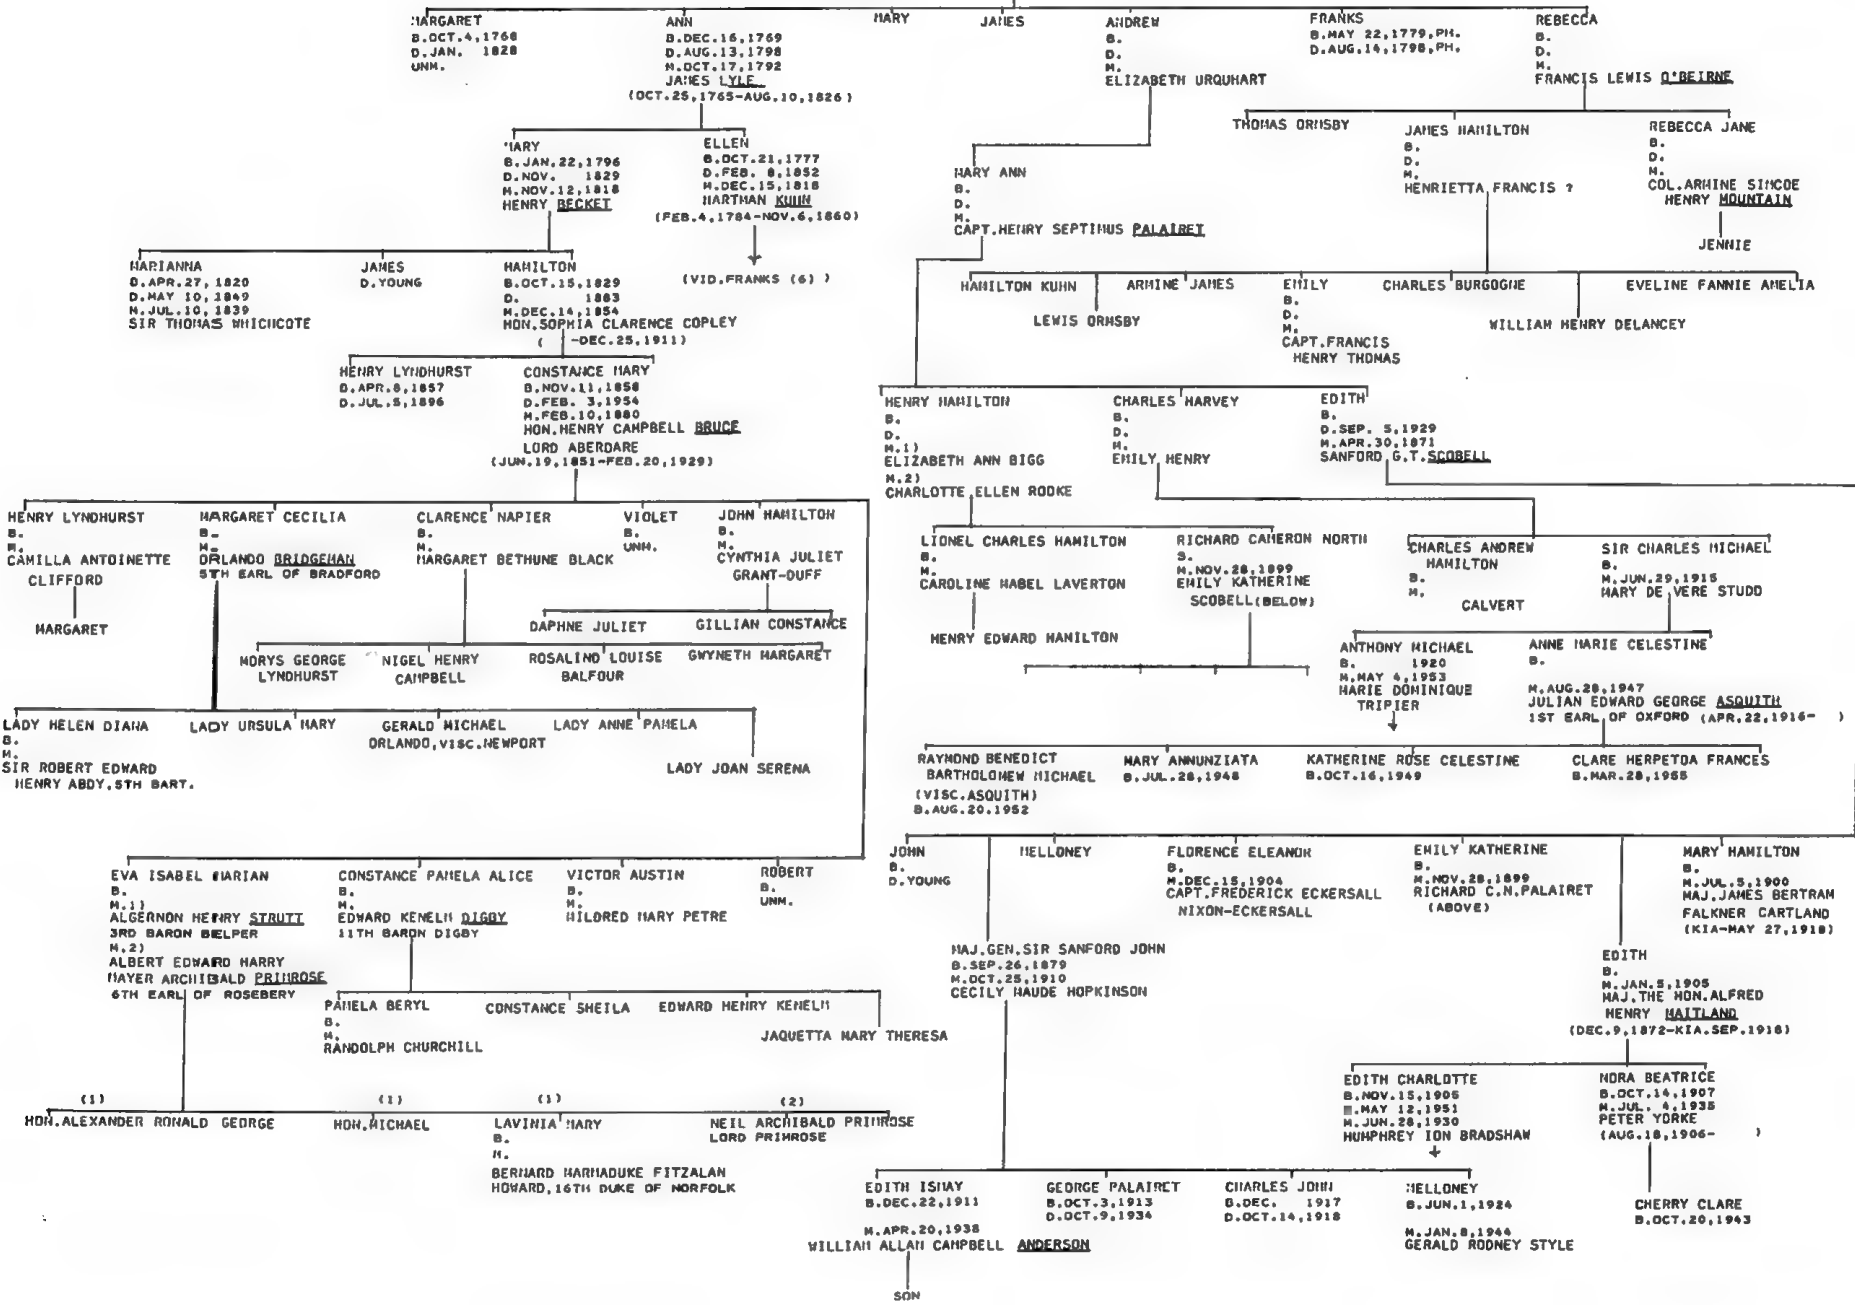 MARGARET
B.OCT.4,1768
D.JAN. 1828
UNM.
ANN
B.DEC.16,1769
D.AUG.13,1798
M.OCT.17,1792
JAMES LYLE
(OCT.25,1765-AUG.10,1826)
MARY
JAMES
ANDREW
B.
D.
M.
ELIZABETH URQUHART
FRANKS
B.MAY 22,1779,PH.
D.AUG.14,1798,PH.
REBECCA
B.
D.
M.
FRANCIS LEWIS O'BEIRNE
MARY
B.JAN.22,1796
D.NOV. 1829
M.NOV.12,1818
HENRY BECKET
ELLEN
B.OCT.21,1777
D.FEB. 8,1852
M.DEC.15,1818
HARTMAN KUHN
(FEB.4,1784-NOV.6,1860)
(VID.FRANKS (6) )
MARY ANN
B.
D.
M.
CAPT.HENRY SEPTIMUS PALAIRET
THOMAS ORMSBY
JAMES HAMILTON
B.
D.
M.
HENRIETTA FRANCIS ?
REBECCA JANE
B.
D.
M.
COL.ARMINE SIMCOE
HENRY MOUNTAIN
JENNIE
MARIANNA
D.APR.27, 1820
D.MAY 10, 1849
M.JUL.10, 1839
SIR THOMAS WHICHCOTE
JAMES
D.YOUNG
HAMILTON
B.OCT.15,1829
D. 1883
M.DEC.14,1854
HON.SOPHIA CLARENCE COPLEY
( -DEC.25,1911)
HAMILTON KUHN
LEWIS ORMSBY
ARMINE JAMES
EMILY
B.
D.
M.
CAPT.FRANCIS
HENRY THOMAS
CHARLES BURGOGNE
WILLIAM HENRY DELANCEY
EVELINE FANNIE AMELIA
HENRY LYNDHURST
D.APR.8,1857
D.JUL.5,1896
CONSTANCE MARY
B.NOV.11,1858
D.FEB. 3,1954
M.FEB.10,1880
HON.HENRY CAMPBELL BRUCE
LORD ABERDARE
(JUN.19,1851-FEB.20,1929)
HENRY HAMILTON
B.
D.
M.1)
ELIZABETH ANN BIGG
M.2)
CHARLOTTE ELLEN RODKE
CHARLES HARVEY
B.
D.
M.
EMILY HENRY
EDITH
B.
D.SEP. 5,1929
M.APR.30,1871
SANFORD G.T.SCOBELL
HENRY LYNDHURST
B.
M.
CAMILLA ANTOINETTE
CLIFFORD
MARGARET
MARGARET CECILIA
B.
M.
ORLANDO BRIDGEMAN
5TH EARL OF BRADFORD
CLARENCE NAPIER
B.
M.
MARGARET BETHUNE BLACK
VIOLET
B.
UNM.
JOHN HAMILTON
B.
M.
CYNTHIA JULIET
GRANT-DUFF
DAPHNE JULIET
GILLIAN CONSTANCE
LIONEL CHARLES HAMILTON
B.
M.
CAROLINE MABEL LAVERTON
HENRY EDWARD HAMILTON
RICHARD CAMERON NORTH
B.
M.NOV.28,1899
EMILY KATHERINE
SCOBELL(BELOW)
CHARLES ANDREW
HAMILTON
B.
M.
CALVERT
SIR CHARLES MICHAEL
B.
M.JUN.29,1915
MARY DE VERE STUDD
MORYS GEORGE
LYNDHURST
NIGEL HENRY
CAMPBELL
ROSALIND LOUISE
BALFOUR
GWYNETH MARGARET
ANTHONY MICHAEL
B. 1920
M.MAY 4,1953
MARIE DOMINIQUE
TRIPIER
ANNE MARIE CELESTINE
B.
M.AUG.28,1947
JULIAN EDWARD GEORGE ASQUITH
1ST EARL OF OXFORD (APR.22,1916- )
LADY HELEN DIANA
B.
M.
SIR ROBERT EDWARD
HENRY ABDY,5TH BART.
LADY URSULA MARY
GERALD MICHAEL
ORLANDO,VISC.NEWPORT
LADY ANNE PAMELA
LADY JOAN SERENA
RAYMOND BENEDICT
BARTHOLOMEW MICHAEL
(VISC.ASQUITH)
B.AUG.20,1952
MARY ANNUNZIATA
B.JUL.28,1948
KATHERINE ROSE CELESTINE
B.OCT.16,1949
CLARE HERPETDA FRANCES
B.MAR.28,1955
EVA ISABEL MARIAN
B.
M.1)
ALGERNON HENRY STRUTT
3RD BARON BELPER
M.2)
ALBERT EDWARD HARRY
MAYER ARCHIBALD PRIMROSE
6TH EARL OF ROSEBERY
CONSTANCE PAMELA ALICE
B.
M.
EDWARD KENELM DIGBY
11TH BARON DIGBY
VICTOR AUSTIN
B.
M.
MILDRED MARY PETRE
ROBERT
B.
UNM.
JOHN
B.
D.YOUNG
MELLONEY
FLORENCE ELEANOR
B.
M.DEC.15,1904
CAPT.FREDERICK ECKERSALL
NIXON-ECKERSALL
EMILY KATHERINE
B.
M.NOV.28,1899
RICHARD C.N.PALAIRET
(ABOVE)
MARY HAMILTON
B.
M.JUL.5,1900
MAJ.JAMES BERTRAM
FALKNER CARTLAND
(KIA-MAY 27,1918)
MAJ.GEN.SIR SANFORD JOHN
B.SEP.26,1879
M.OCT.25,1910
CECILY MAUDE HOPKINSON
EDITH
B.
M.JAN.5,1905
MAJ.THE HON.ALFRED
HENRY MAITLAND
(DEC.9,1872-KIA.SEP.1918)
PAMELA BERYL
B.
M.
RANDOLPH CHURCHILL
CONSTANCE SHEILA
EDWARD HENRY KENELM
JAQUETTA MARY THERESA
EDITH CHARLOTTE
B.NOV.15,1905
.MAY 12,1951
M.JUN.28,1930
HUMPHREY ION BRADSHAW
NORA BEATRICE
B.OCT.14,1907
M.JUL. 4,1935
PETER YORKE
(AUG.18,1906- )
CHERRY CLARE
B.OCT.20,1943
(1)
HON.ALEXANDER RONALD GEORGE
(1)
HON.MICHAEL
(1)
LAVINIA MARY
B.
M.
BERNARD MARMADUKE FITZALAN
HOWARD,16TH DUKE OF NORFOLK
(2)
NEIL ARCHIBALD PRIMROSE
LORD PRIMROSE
EDITH ISMAY
B.DEC.22,1911
M.APR.20,1938
WILLIAM ALLAN CAMPBELL ANDERSON
SON
GEORGE PALAIRET
B.OCT.3,1913
D.OCT.9,1934
CHARLES JOHN
B.DEC. 1917
D.OCT.14,1918
MELLONEY
B.JUN.1,1924
M.JAN.8,1944
GERALD RODNEY STYLE